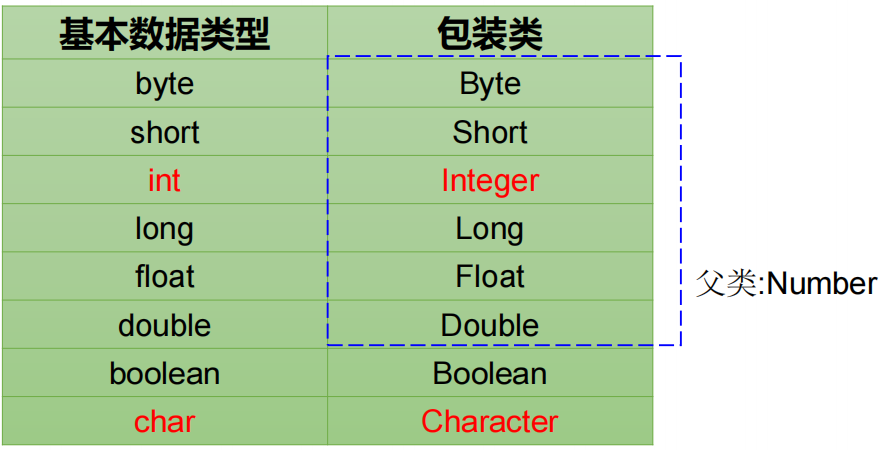 基本数据类型 包装类
byte Byte
short Short
int Integer
long Long
float Float
double Double
boolean Boolean
char Character
父类:Number